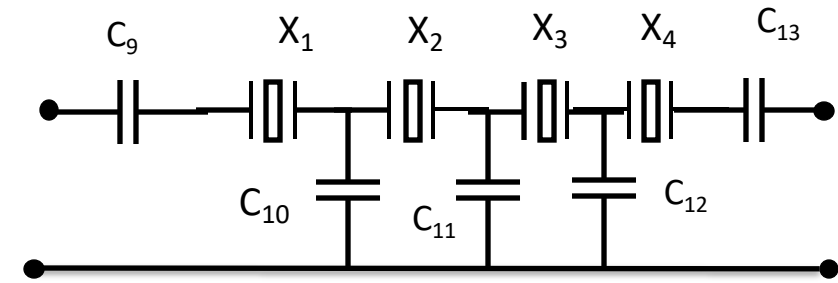 C₉ X₁ X₂ X₃ X₄ C₁₃
C₁₀ C₁₁ C₁₂